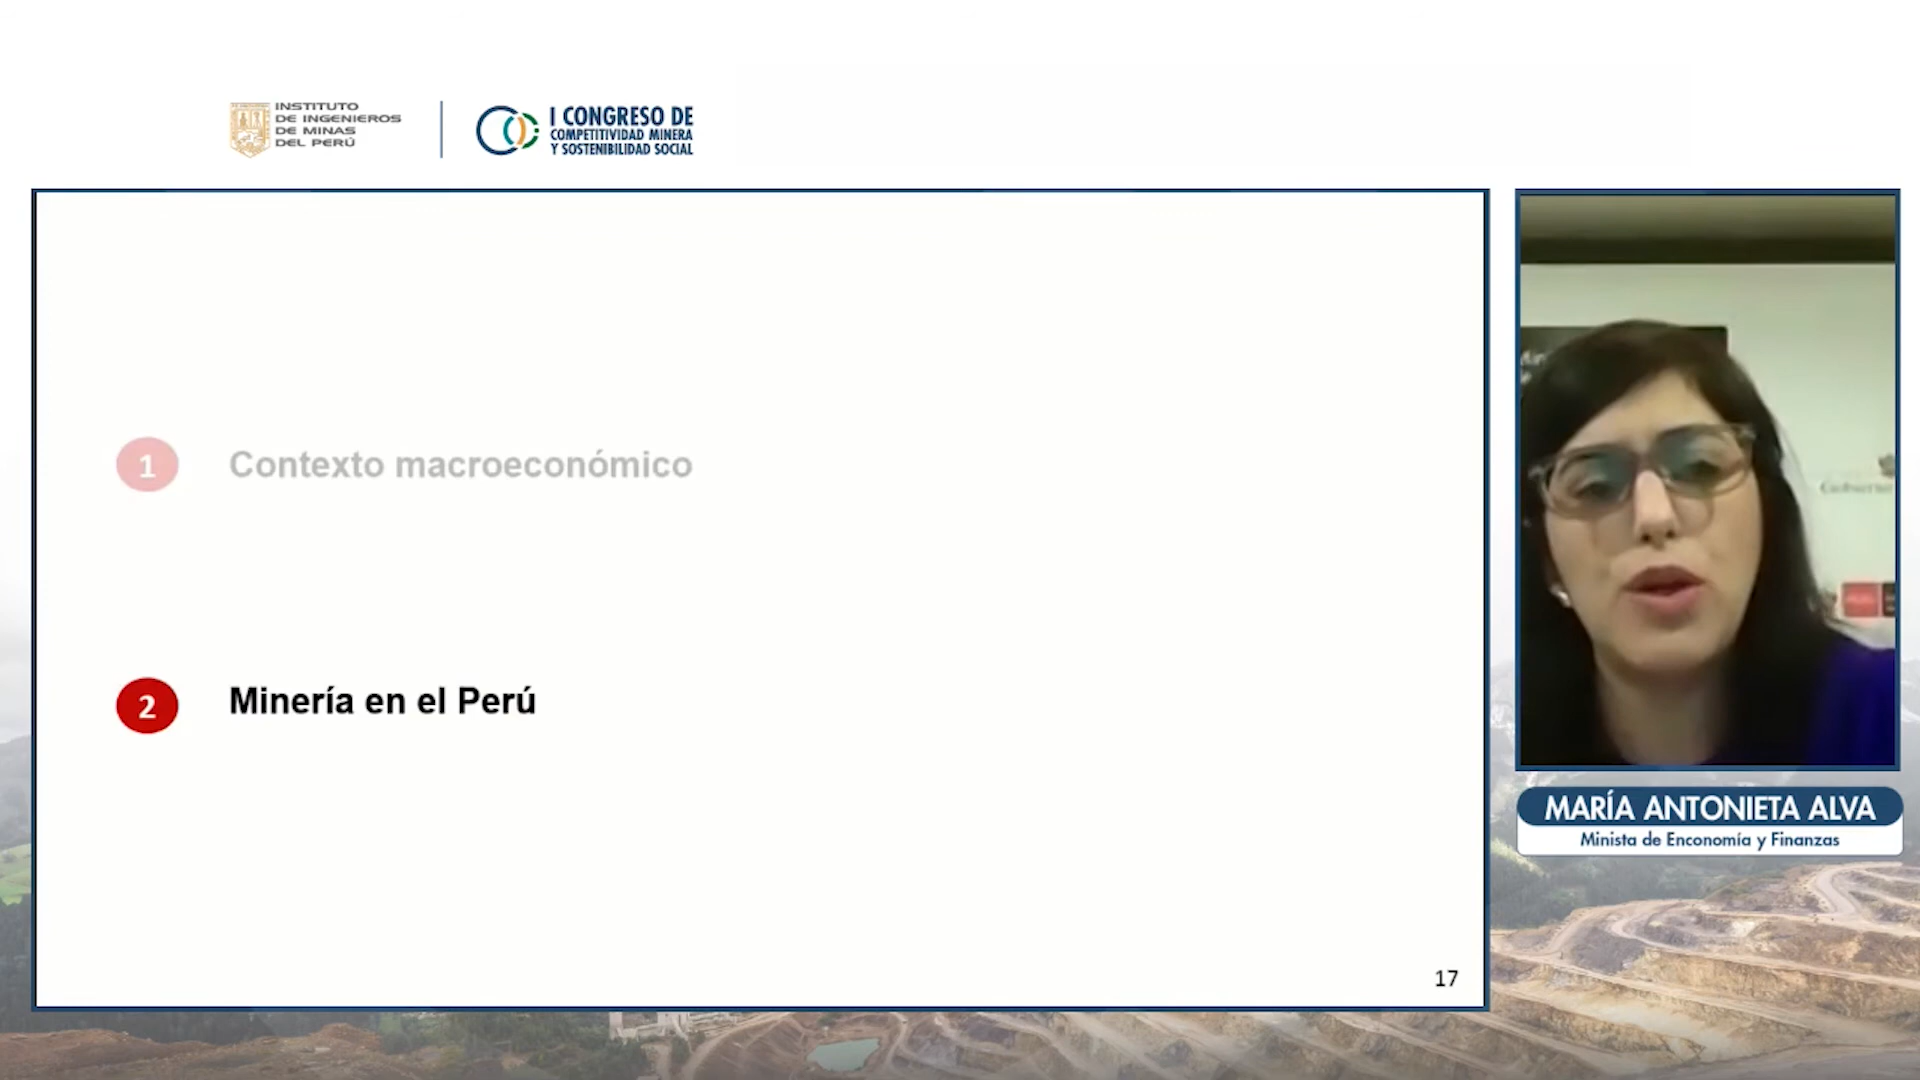 INSTITUTO
DE INGENIEROS
DE MINAS
DEL PERÚ
I CONGRESO DE
COMPETITIVIDAD MINERA
Y SOSTENIBILIDAD SOCIAL
1 Contexto macroeconómico
2 Minería en el Perú
17
MARÍA ANTONIETA ALVA
Minista de Enconomía y Finanzas